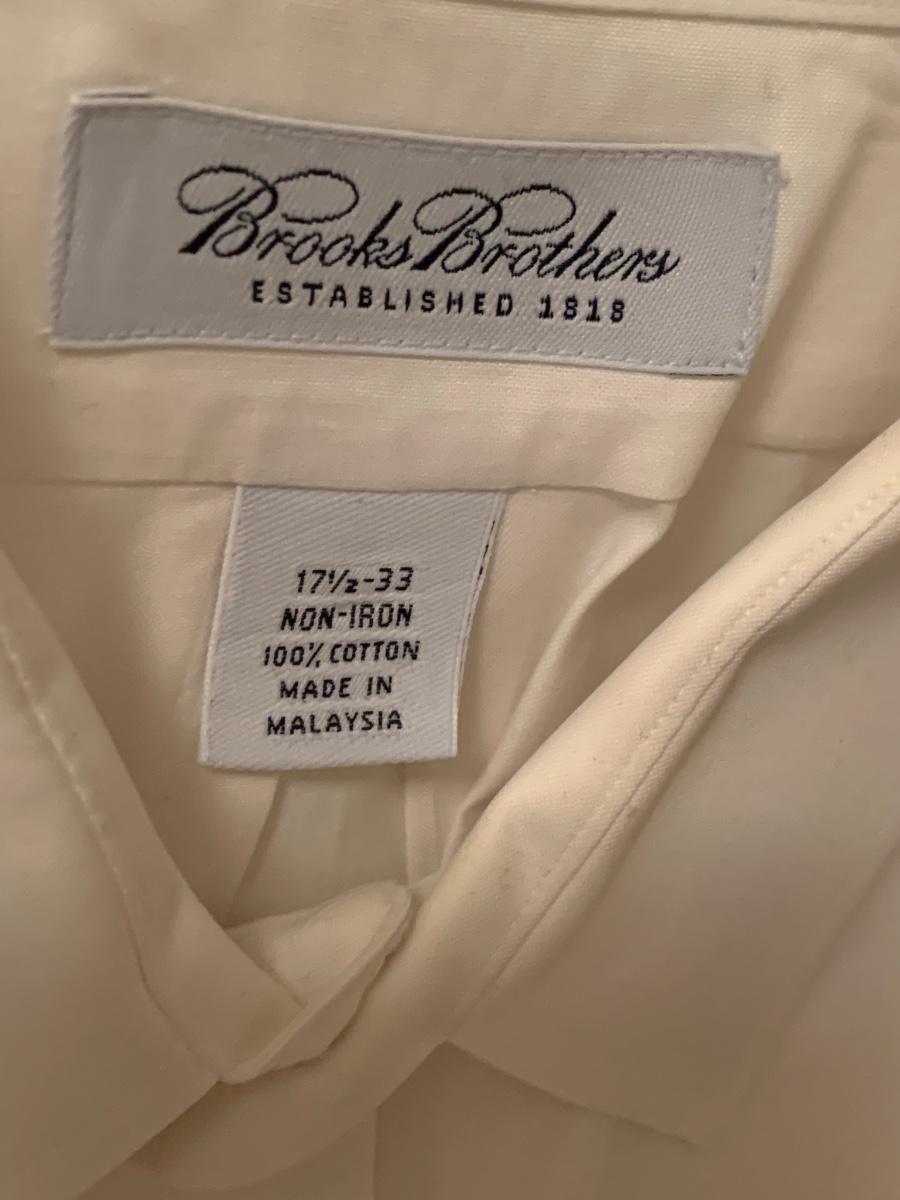 Brooks Brothers
ESTABLISHED 1818
17½-33
NON-IRON
100% COTTON
MADE IN
MALAYSIA